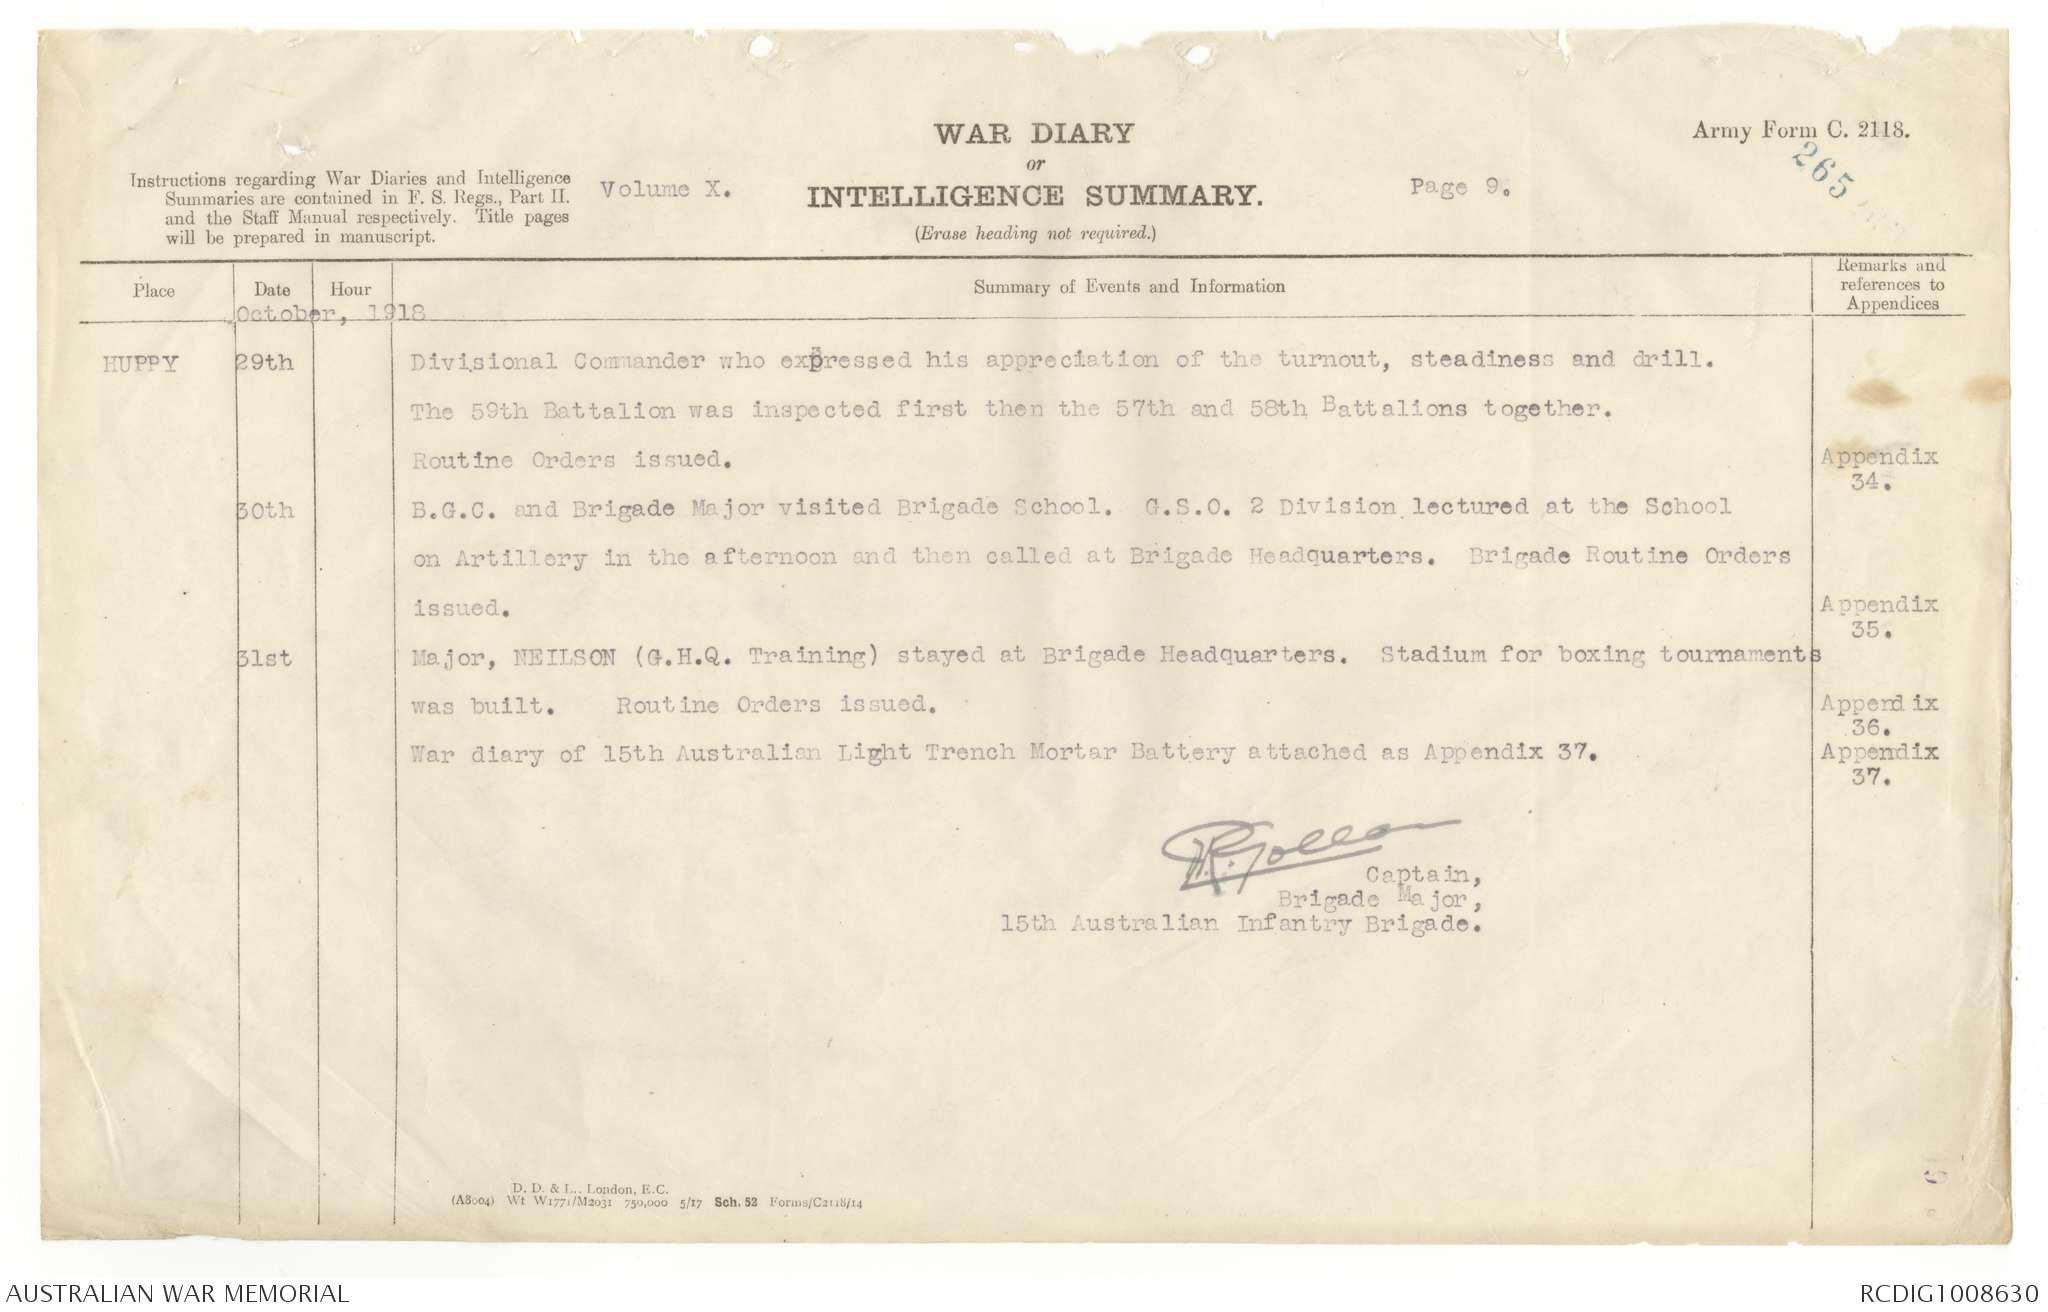 WAR DIARY
or
INTELLIGENCE SUMMARY.
(Erase heading not required.)
Army Form C. 2118.
265
Instructions regarding War Diaries and Intelligence
Summaries are contained in F. S. Regs., Part II.
and the Staff Manual respectively. Title pages
will be prepared in manuscript.
Volume X.
Page 9.
Place Date Hour Summary of Events and Information Remarks and
references to
Appendices
October, 1918
HUPPY 29th Divisional Commander who expressed his appreciation of the turnout, steadiness and drill.
The 59th Battalion was inspected first then the 57th and 58th Battalions together.
Routine Orders issued. Appendix
34.
30th B.G.C. and Brigade Major visited Brigade School. G.S.O. 2 Division lectured at the School
on Artillery in the afternoon and then called at Brigade Headquarters. Brigade Routine Orders
issued. Appendix
35.
31st Major, NEILSON (G.H.Q. Training) stayed at Brigade Headquarters. Stadium for boxing tournaments
was built. Routine Orders issued. Appendix
36.
War diary of 15th Australian Light Trench Mortar Battery attached as Appendix 37. Appendix
37.
Captain,
Brigade Major,
15th Australian Infantry Brigade.
D. D. & L., London, E.C.
(A8004) Wt W1771/M2031 750,000 5/17 Sch. 52 Forms/C2118/14
AUSTRALIAN WAR MEMORIAL
RCDIG1008630